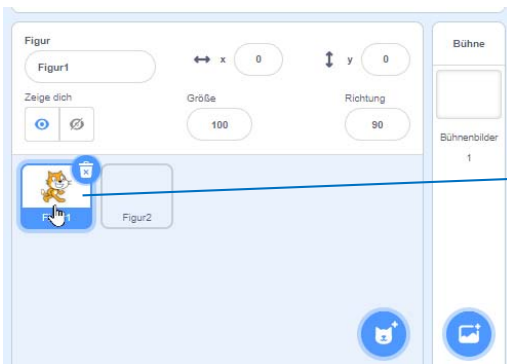 Figur
Figur1
x 0
y 0
Zeige dich
Größe
Richtung
100
90
Figur2
Bühne
Bühnenbilder
1